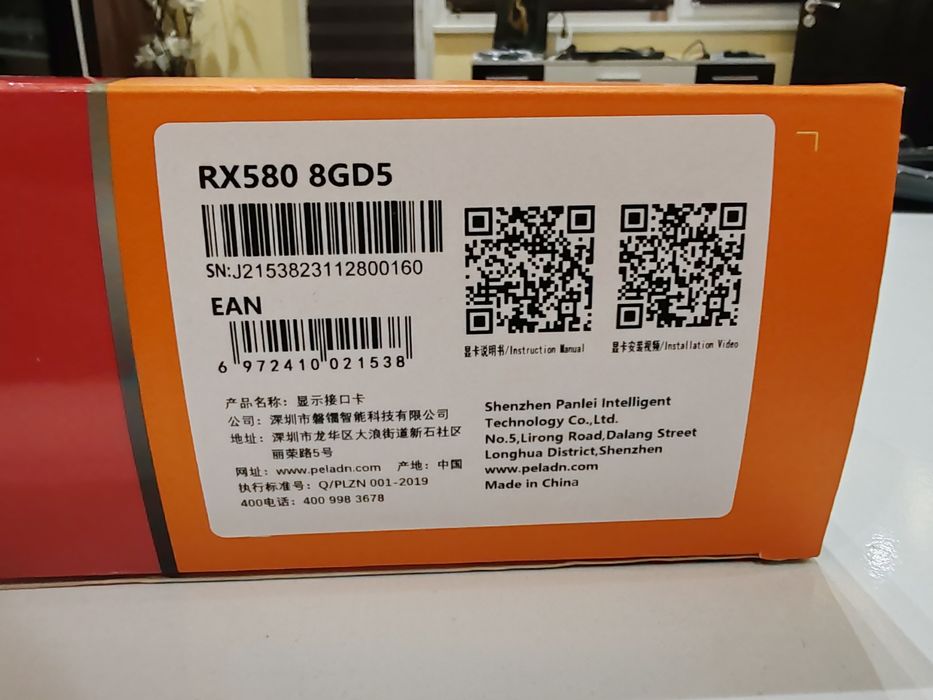 RX580 8GD5
SN:J2153823112800160
EAN
6 972410 021538
显卡说明书/Instruction Manual
显卡安装视频/Installation Video
产品名称: 显示接口卡
公司: 深圳市磐镭智能科技有限公司
地址: 深圳市龙华区大浪街道新石社区
丽荣路5号
网址: www.peladn.com 产地: 中国
执行标准号: Q/PLZN 001-2019
400电话: 400 998 3678
Shenzhen Panlei Intelligent
Technology Co.,Ltd.
No.5,Lirong Road,Dalang Street
Longhua District,Shenzhen
www.peladn.com
Made in China